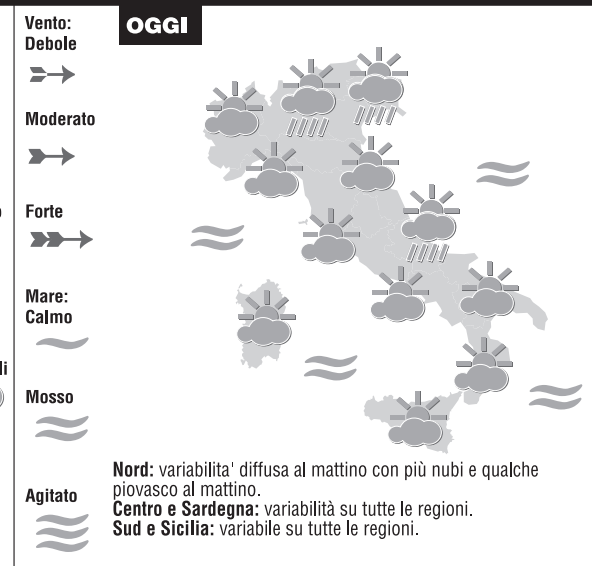 Vento:
Debole
Moderato
Forte
Mare:
Calmo
Mosso
Agitato
OGGI
Nord: variabilita' diffusa al mattino con più nubi e qualche
piovasco al mattino.
Centro e Sardegna: variabilità su tutte le regioni.
Sud e Sicilia: variabile su tutte le regioni.